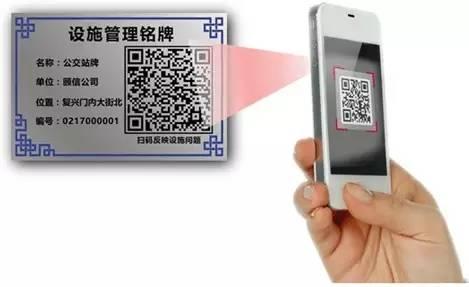 设施管理铭牌
名称：公交站牌
单位：颐信公司
位置：复兴门内大街北
编号：0217000001
扫码反映设施问题